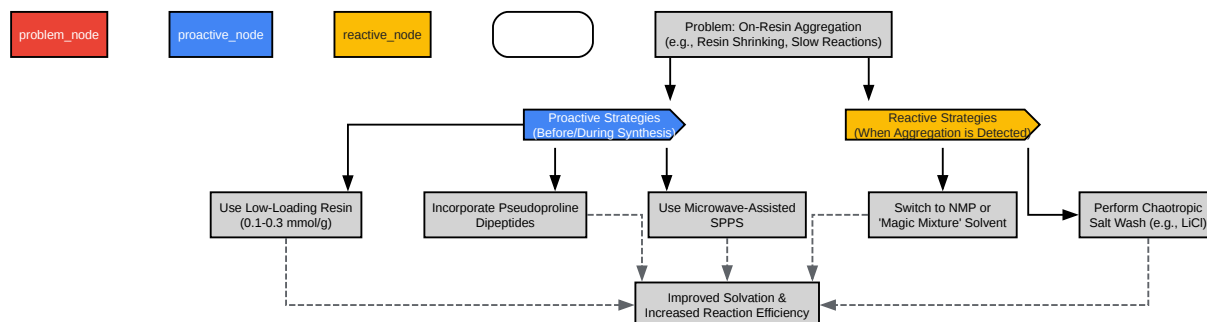 problem_node
proactive_node
reactive_node
Problem: On-Resin Aggregation
(e.g., Resin Shrinking, Slow Reactions)
Proactive Strategies
(Before/During Synthesis)
Reactive Strategies
(When Aggregation is Detected)
Use Low-Loading Resin
(0.1-0.3 mmol/g)
Incorporate Pseudoproline
Dipeptides
Use Microwave-Assisted
SPPS
Switch to NMP or
'Magic Mixture' Solvent
Perform Chaotropic
Salt Wash (e.g., LiCl)
Improved Solvation &
Increased Reaction Efficiency